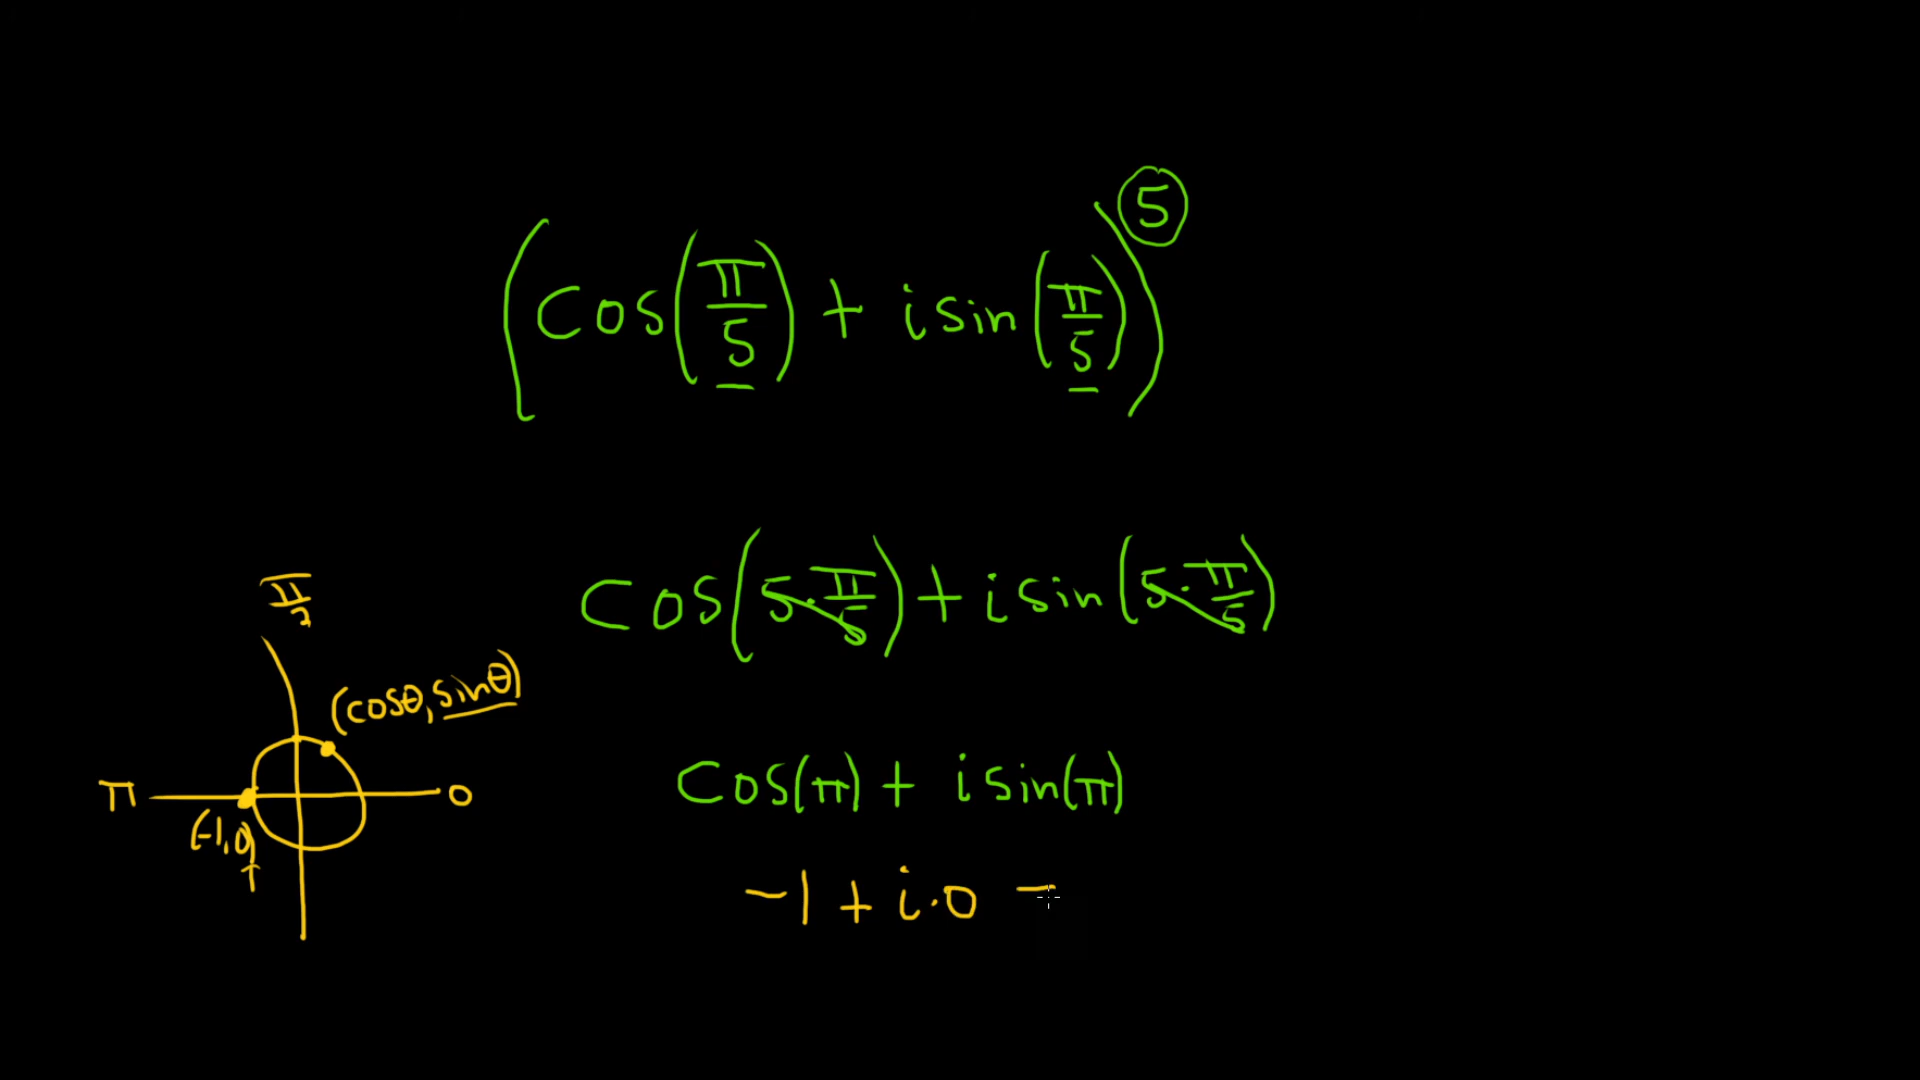 (cos(π/5) + i sin(π/5))^5
cos(5·π/5) + i sin(5·π/5)
π/2
(cosθ, sinθ)
cos(π) + i sin(π)
π 0
(-1,0)
-1 + i·0